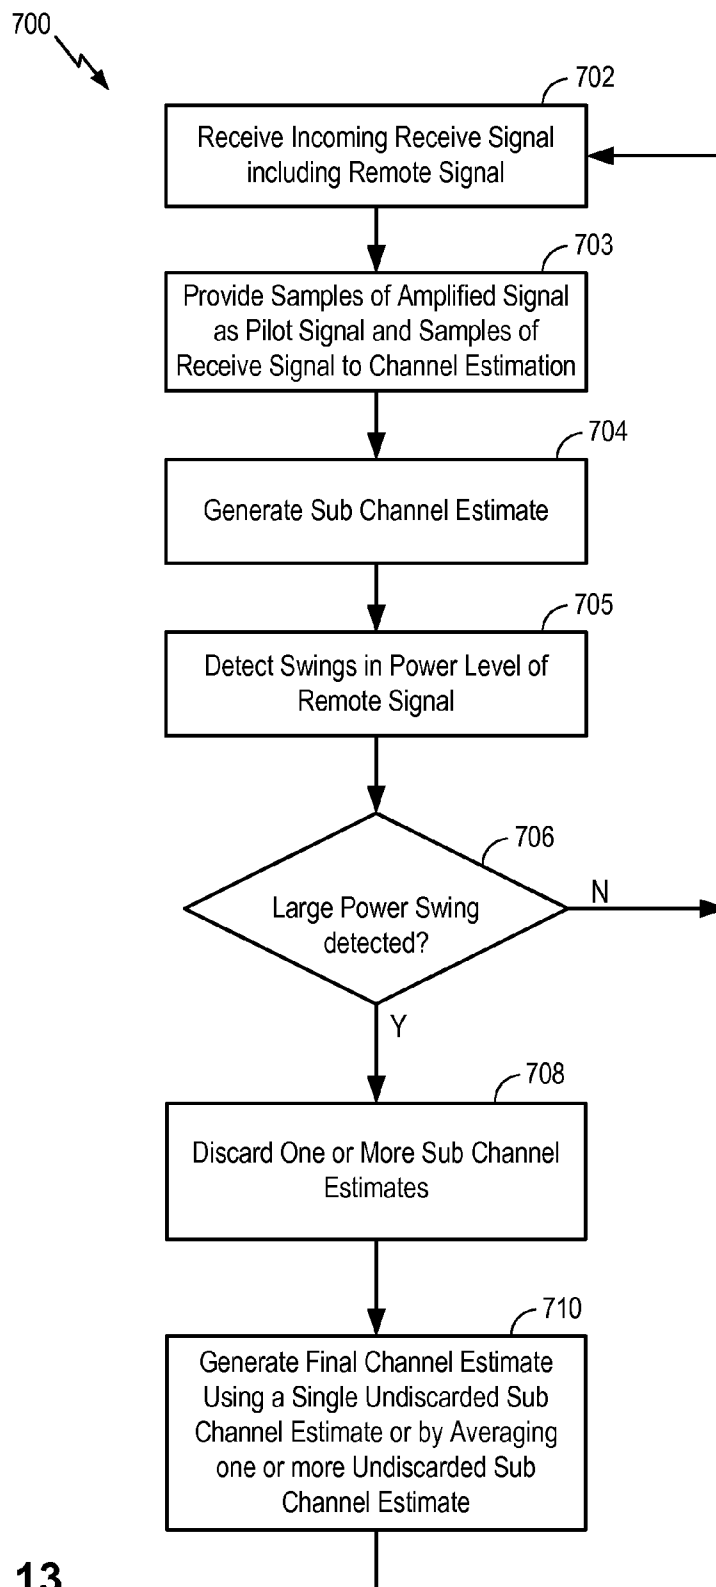 700
702
Receive Incoming Receive Signal
including Remote Signal
703
Provide Samples of Amplified Signal
as Pilot Signal and Samples of
Receive Signal to Channel Estimation
704
Generate Sub Channel Estimate
705
Detect Swings in Power Level of
Remote Signal
706
Large Power Swing
detected?
N
Y
708
Discard One or More Sub Channel
Estimates
710
Generate Final Channel Estimate
Using a Single Undiscarded Sub
Channel Estimate or by Averaging
one or more Undiscarded Sub
Channel Estimate
13